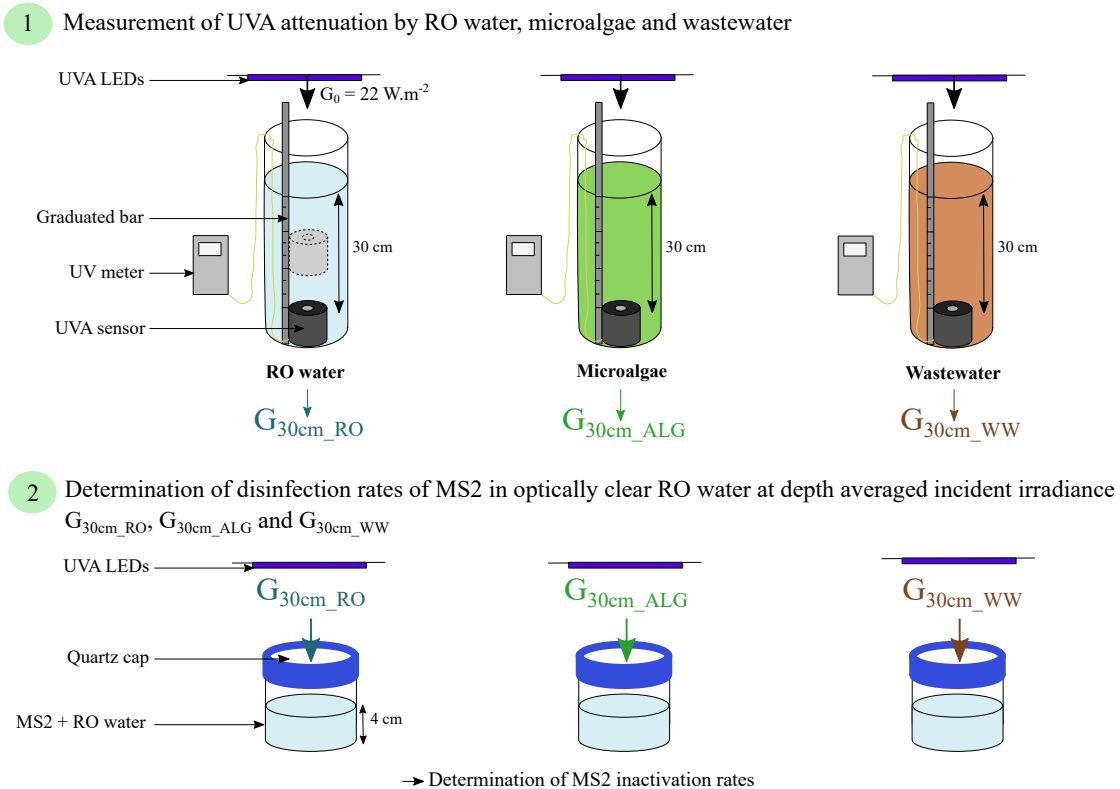 1 Measurement of UVA attenuation by RO water, microalgae and wastewater
UVA LEDs
G₀ = 22 W.m⁻²
Graduated bar
30 cm
30 cm
30 cm
UV meter
UVA sensor
RO water
Microalgae
Wastewater
G30cm_RO
G30cm_ALG
G30cm_WW
2 Determination of disinfection rates of MS2 in optically clear RO water at depth averaged incident irradiance
G30cm_RO, G30cm_ALG and G30cm_WW
UVA LEDs
G30cm_RO
G30cm_ALG
G30cm_WW
Quartz cap
MS2 + RO water
4 cm
Determination of MS2 inactivation rates